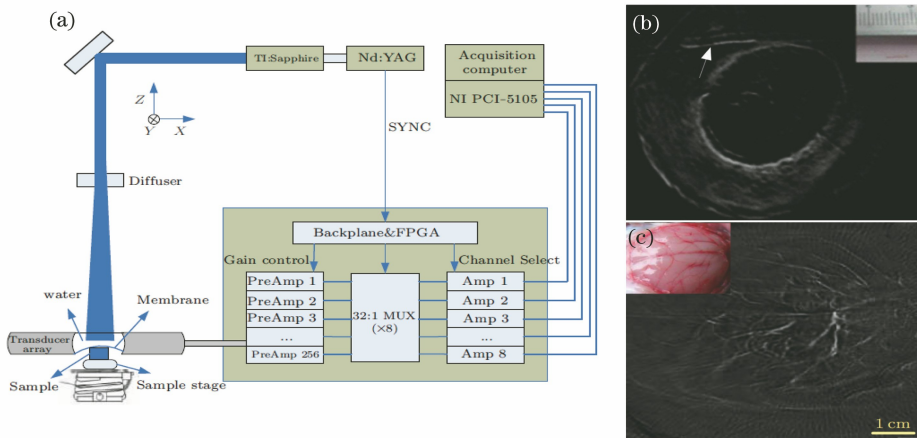 (a)
TI:Sapphire
Nd:YAG
Acquisition
computer
NI PCI-5105
Z
Y
X
SYNC
Diffuser
Backplane&FPGA
Gain control
Channel Select
PreAmp 1
PreAmp 2
PreAmp 3
...
PreAmp 256
32:1 MUX
(×8)
Amp 1
Amp 2
Amp 3
...
Amp 8
water
Membrane
Transducer
array
Sample
Sample stage
(b)
(c)
1 cm